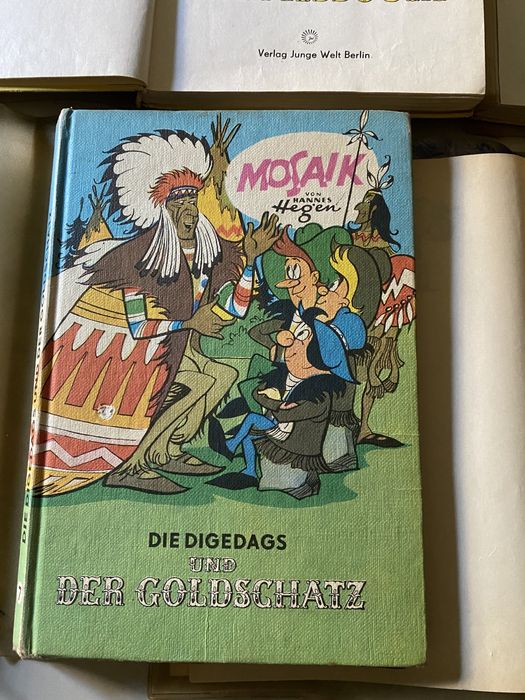 Verlag Junge Welt Berlin
MOSAIK
VON
HANNES
Hegen
DIE DIGEDAGS
UND
DER GOLDSCHATZ